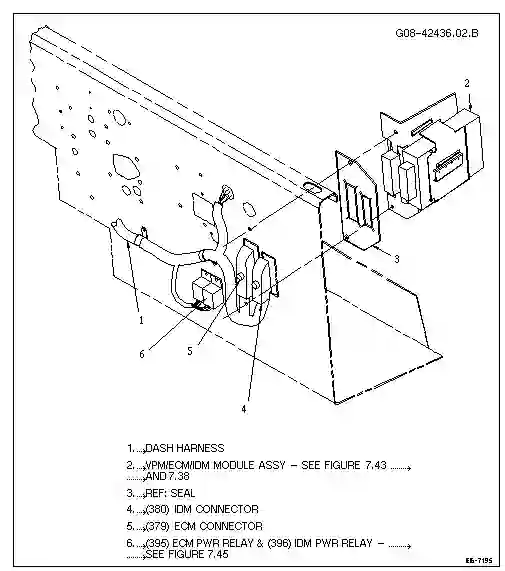 G08-42436.02.B
2
3
1
6
5
4
1. DASH HARNESS
2. VPM/ECM/IDM MODULE ASSY – SEE FIGURE 7.43
AND 7.38
3. REF: SEAL
4. (380) IDM CONNECTOR
5. (379) ECM CONNECTOR
6. (395) ECM PWR RELAY & (396) IDM PWR RELAY –
SEE FIGURE 7.45
EG-7195